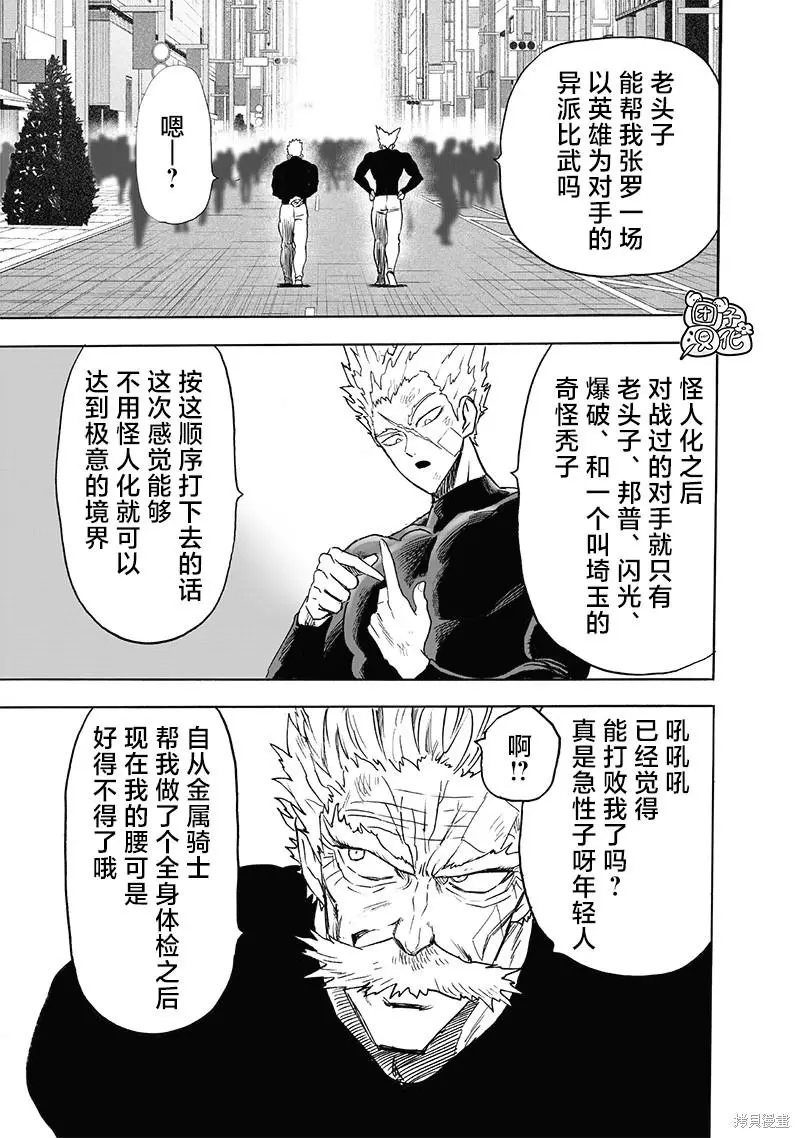 老头子
能帮我张罗一场
以英雄为对手的
异派比武吗
嗯—?
团子
汉化
怪人化之后
对战过的对手就只有
老头子、邦普、闪光、
爆破、和一个叫埼玉的
奇怪秃子
按这顺序打下去的话
这次感觉能够
不用怪人化就可以
达到极意的境界
吼吼吼
已经觉得
能打败我了吗?
真是急性子呀年轻人
啊!?
自从金属骑士
帮我做了个全身体检之后
现在我的腰可是
好得不得了哦
拷貝漫畫